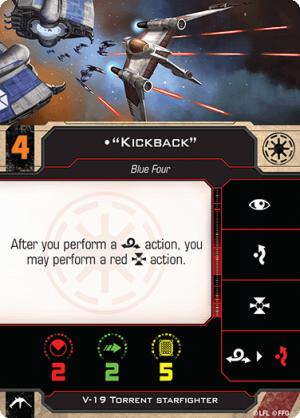 4
•"Kickback"
Blue Four
After you perform a action, you
may perform a red action.
2 2 5
V-19 Torrent starfighter
©LFL ©FFG